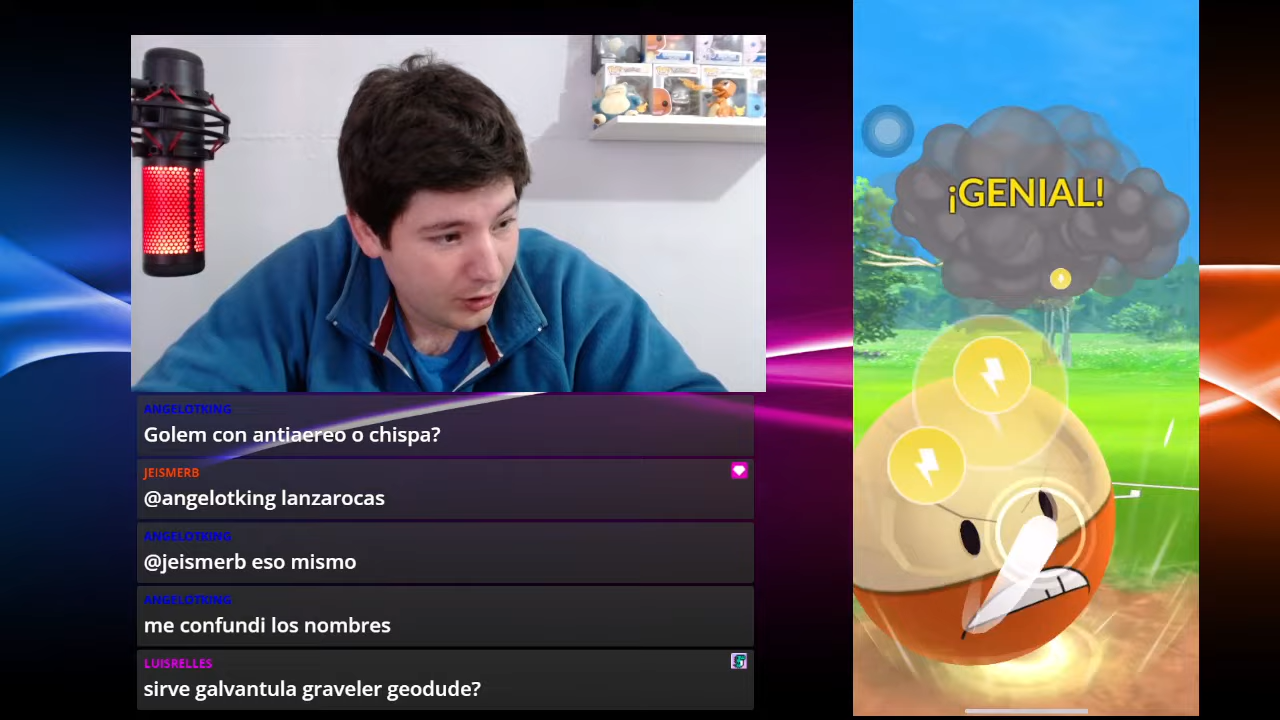 ¡GENIAL!
ANGELOTKING
Golem con antiaereo o chispa?
JEISMERB
@angelotking lanzarocas
ANGELOTKING
@jeismerb eso mismo
ANGELOTKING
me confundi los nombres
LUISRELLES
sirve galvantula graveler geodude?